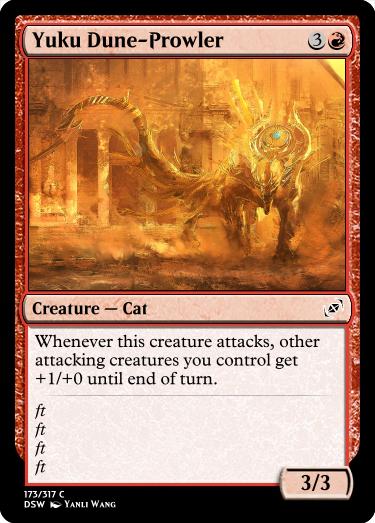 Yuku Dune-Prowler 3
Creature — Cat
Whenever this creature attacks, other
attacking creatures you control get
+1/+0 until end of turn.
ft
ft
ft
ft
3/3
173/317 C
DSW Yanli Wang